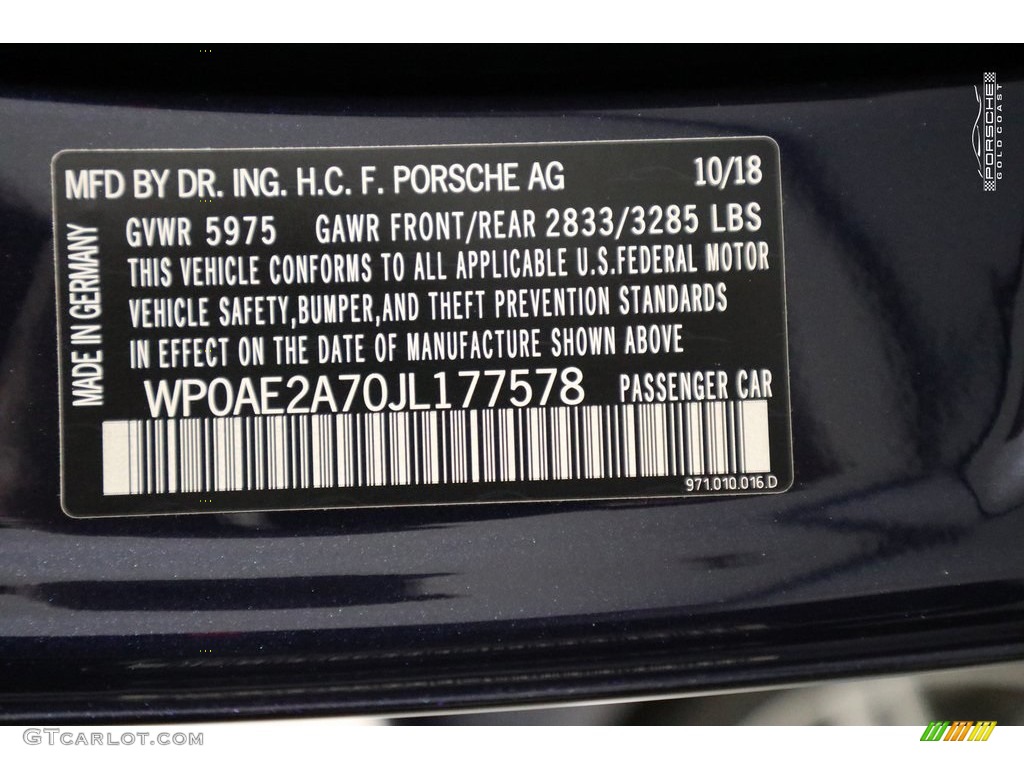 MFD BY DR. ING. H.C. F. PORSCHE AG 10/18
GVWR 5975 GAWR FRONT/REAR 2833/3285 LBS
THIS VEHICLE CONFORMS TO ALL APPLICABLE U.S.FEDERAL MOTOR
VEHICLE SAFETY,BUMPER,AND THEFT PREVENTION STANDARDS
IN EFFECT ON THE DATE OF MANUFACTURE SHOWN ABOVE
MADE IN GERMANY
WP0AE2A70JL177578 PASSENGER CAR
971.010.016.D
PORSCHE
GOLD COAST
GTcarlot.com